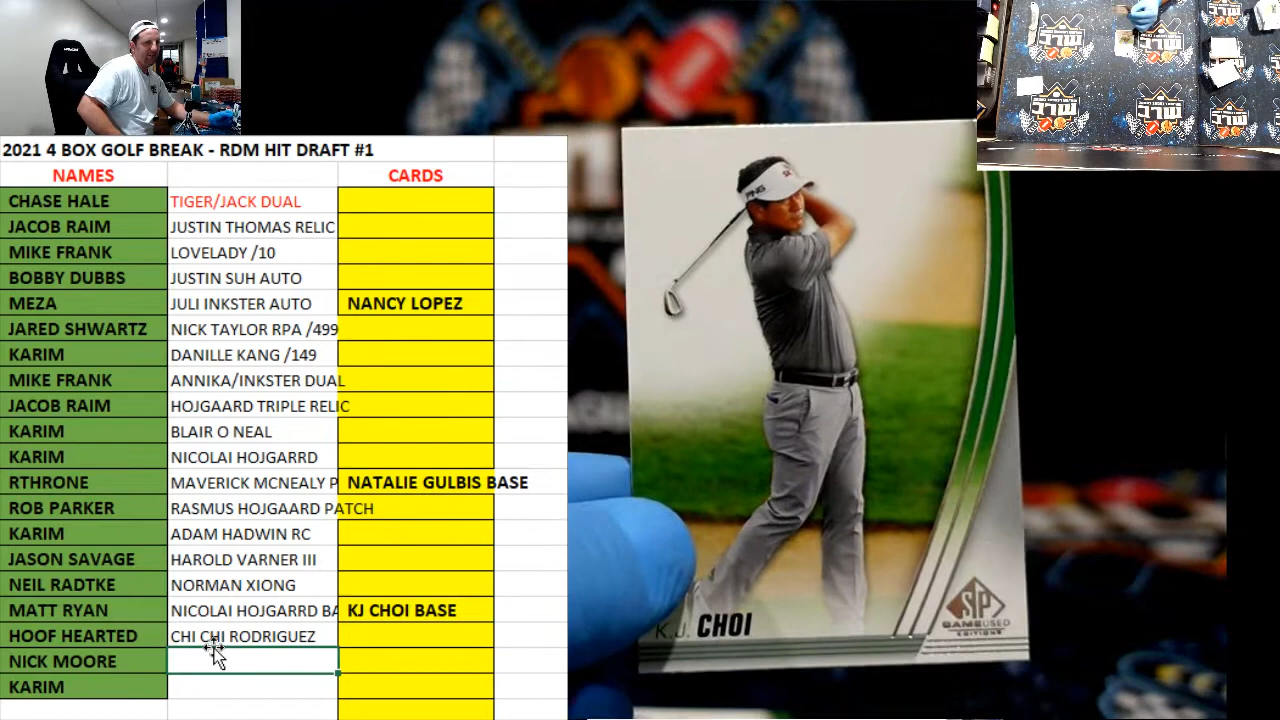 2021 4 BOX GOLF BREAK - RDM HIT DRAFT #1
NAMES CARDS
CHASE HALE TIGER/JACK DUAL
JACOB RAIM JUSTIN THOMAS RELIC
MIKE FRANK LOVELADY /10
BOBBY DUBBS JUSTIN SUH AUTO
MEZA JULI INKSTER AUTO NANCY LOPEZ
JARED SHWARTZ NICK TAYLOR RPA /499
KARIM DANILLE KANG /149
MIKE FRANK ANNIKA/INKSTER DUAL
JACOB RAIM HOJGAARD TRIPLE RELIC
KARIM BLAIR O NEAL
KARIM NICOLAI HOJGARRD
RTHRONE MAVERICK MCNEALY P NATALIE GULBIS BASE
ROB PARKER RASMUS HOJGAARD PATCH
KARIM ADAM HADWIN RC
JASON SAVAGE HAROLD VARNER III
NEIL RADTKE NORMAN XIONG
MATT RYAN NICOLAI HOJGARRD BA KJ CHOI BASE
HOOF HEARTED CHI CHI RODRIGUEZ
NICK MOORE
KARIM
PING
K.J. CHOI
SP
GAME USED
EDITION